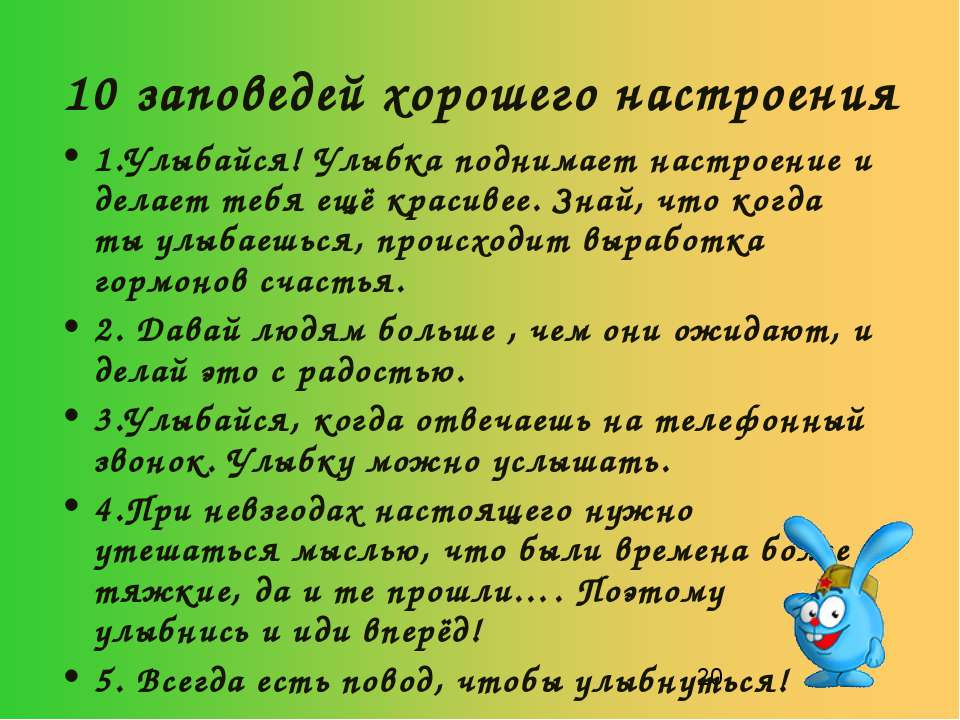 10 заповедей хорошего настроения
• 1.Улыбайся! Улыбка поднимает настроение и
делает тебя ещё красивее. Знай, что когда
ты улыбаешься, происходит выработка
гормонов счастья.
• 2. Давай людям больше , чем они ожидают, и
делай это с радостью.
• 3.Улыбайся, когда отвечаешь на телефонный
звонок. Улыбку можно услышать.
• 4.При невзгодах настоящего нужно
утешаться мыслью, что были времена более
тяжкие, да и те прошли…. Поэтому
улыбнись и иди вперёд!
• 5. Всегда есть повод, чтобы улыбнуться!
20